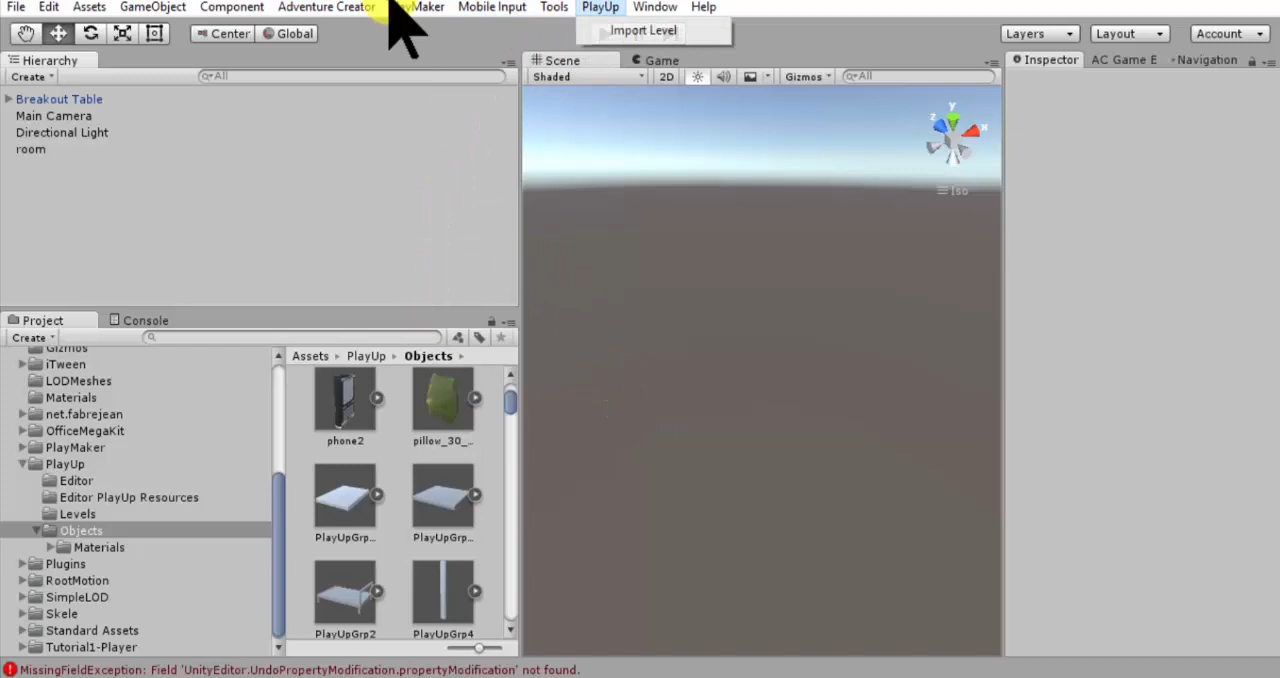 File Edit Assets GameObject Component Adventure Creator Maker Mobile Input Tools PlayUp Window Help
Import Level
Center Global Layers Layout Account
Hierarchy Scene Game Inspector AC Game E Navigation
Create All Shaded 2D Gizmos All
Breakout Table
Main Camera
Directional Light
room
y
z x
Iso
Project Console
Create
Gizmos
iTween
LODMeshes
Materials
net.fabrejean
OfficeMegaKit
PlayMaker
PlayUp
Editor
Editor PlayUp Resources
Levels
Objects
Materials
Plugins
RootMotion
SimpleLOD
Skele
Standard Assets
Tutorial1-Player
Assets PlayUp Objects
phone2 pillow_30_...
PlayUpGrp... PlayUpGrp...
PlayUpGrp2 PlayUpGrp4
MissingFieldException: Field 'UnityEditor.UndoPropertyModification.propertyModification' not found.